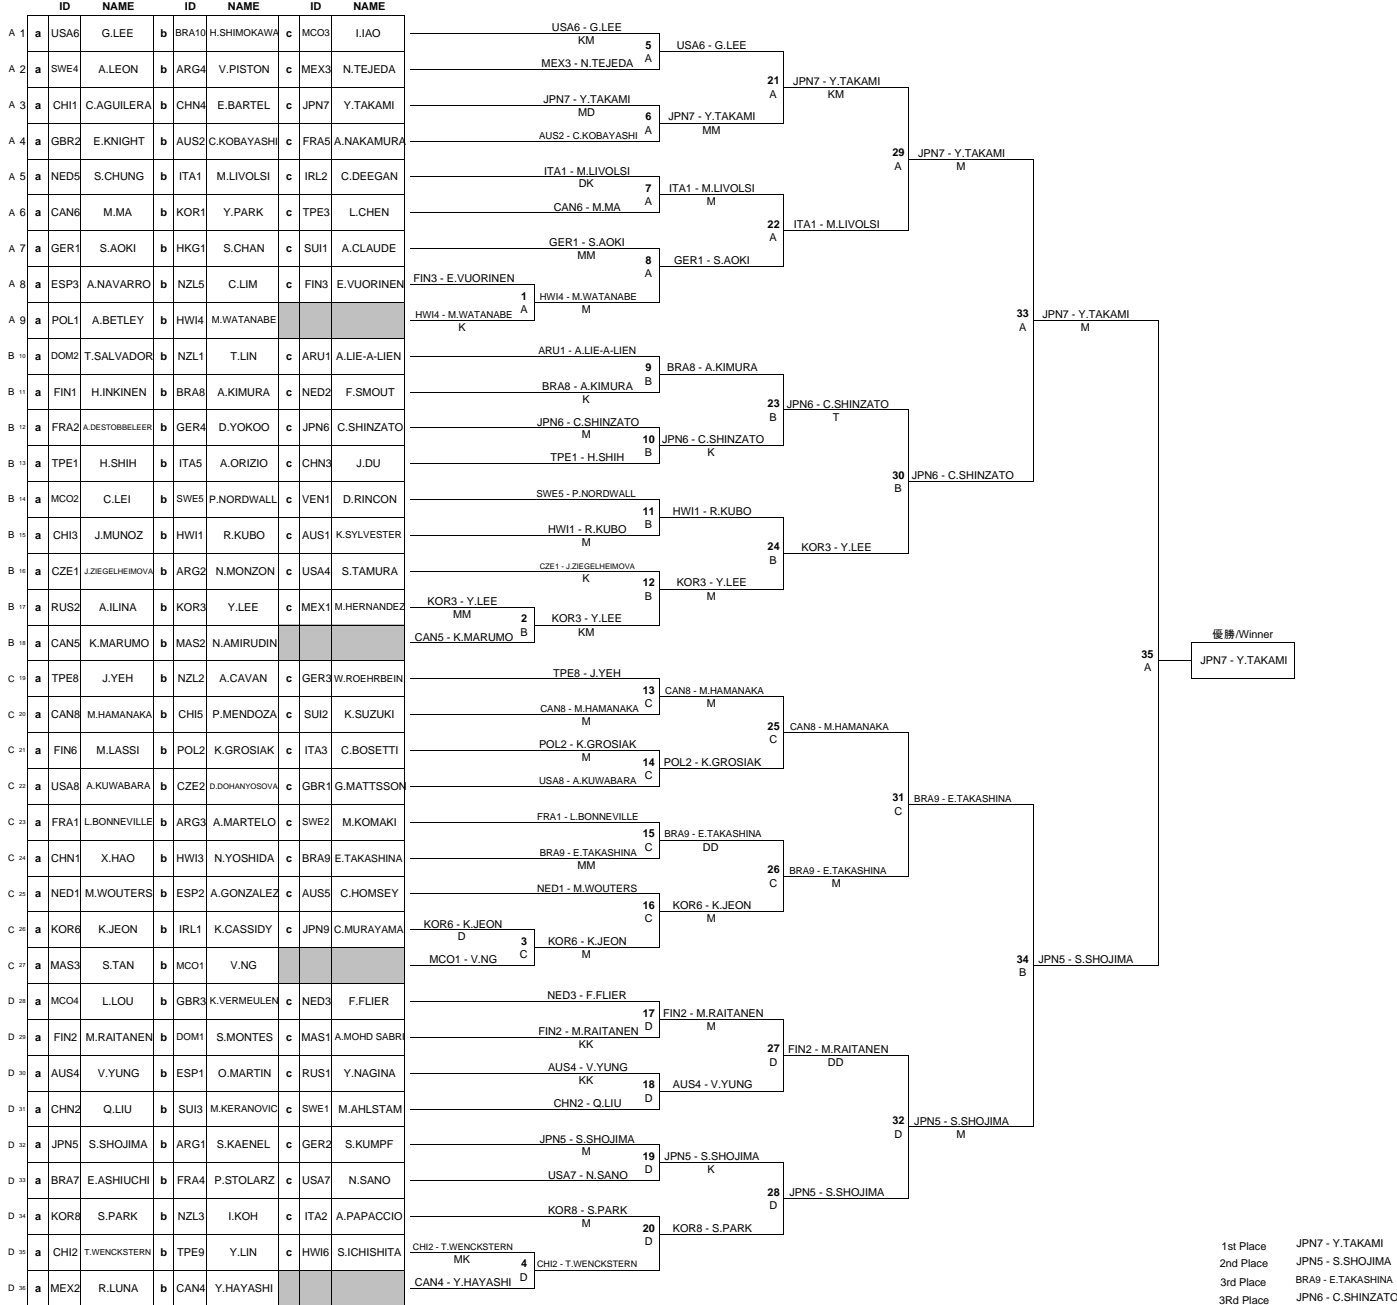 ID NAME ID NAME ID NAME
A 1 a USA6 G.LEE b BRA10 H.SHIMOKAWA c MCO3 I.IAO
A 2 a SWE4 A.LEON b ARG4 V.PISTON c MEX3 N.TEJEDA
A 3 a CHI1 C.AGUILERA b CHN4 E.BARTEL c JPN7 Y.TAKAMI
A 4 a GBR2 E.KNIGHT b AUS2 C.KOBAYASHI c FRA5 A.NAKAMURA
A 5 a NED5 S.CHUNG b ITA1 M.LIVOLSI c IRL2 C.DEEGAN
A 6 a CAN6 M.MA b KOR1 Y.PARK c TPE3 L.CHEN
A 7 a GER1 S.AOKI b HKG1 S.CHAN c SUI1 A.CLAUDE
A 8 a ESP3 A.NAVARRO b NZL5 C.LIM c FIN3 E.VUORINEN
A 9 a POL1 A.BETLEY b HWI4 M.WATANABE
B 10 a DOM2 T.SALVADOR b NZL1 T.LIN c ARU1 A.LIE-A-LIEN
B 11 a FIN1 H.INKINEN b BRA8 A.KIMURA c NED2 F.SMOUT
B 12 a FRA2 A.DESTOBBELEER b GER4 D.YOKOO c JPN6 C.SHINZATO
B 13 a TPE1 H.SHIH b ITA5 A.ORIZIO c CHN3 J.DU
B 14 a MCO2 C.LEI b SWE5 P.NORDWALL c VEN1 D.RINCON
B 15 a CHI3 J.MUNOZ b HWI1 R.KUBO c AUS1 K.SYLVESTER
B 16 a CZE1 J.ZIEGELHEIMOVA b ARG2 N.MONZON c USA4 S.TAMURA
B 17 a RUS2 A.ILINA b KOR3 Y.LEE c MEX1 M.HERNANDEZ
B 18 a CAN5 K.MARUMO b MAS2 N.AMIRUDIN
C 19 a TPE8 J.YEH b NZL2 A.CAVAN c GER3 W.ROEHRBEIN
C 20 a CAN8 M.HAMANAKA b CHI5 P.MENDOZA c SUI2 K.SUZUKI
C 21 a FIN6 M.LASSI b POL2 K.GROSIAK c ITA3 C.BOSETTI
C 22 a USA8 A.KUWABARA b CZE2 D.DOHANYOSOVA c GBR1 G.MATTSSON
C 23 a FRA1 L.BONNEVILLE b ARG3 A.MARTELO c SWE2 M.KOMAKI
C 24 a CHN1 X.HAO b HWI3 N.YOSHIDA c BRA9 E.TAKASHINA
C 25 a NED1 M.WOUTERS b ESP2 A.GONZALEZ c AUS5 C.HOMSEY
C 26 a KOR6 K.JEON b IRL1 K.CASSIDY c JPN9 C.MURAYAMA
C 27 a MAS3 S.TAN b MCO1 V.NG
D 28 a MCO4 L.LOU b GBR3 K.VERMEULEN c NED3 F.FLIER
D 29 a FIN2 M.RAITANEN b DOM1 S.MONTES c MAS1 A.MOHD SABRI
D 30 a AUS4 V.YUNG b ESP1 O.MARTIN c RUS1 Y.NAGINA
D 31 a CHN2 Q.LIU b SUI3 M.KERANOVIC c SWE1 M.AHLSTAM
D 32 a JPN5 S.SHOJIMA b ARG1 S.KAENEL c GER2 S.KUMPF
D 33 a BRA7 E.ASHIUCHI b FRA4 P.STOLARZ c USA7 N.SANO
D 34 a KOR8 S.PARK b NZL3 I.KOH c ITA2 A.PAPACCIO
D 35 a CHI2 T.WENCKSTERN b TPE9 Y.LIN c HWI6 S.ICHISHITA
D 36 a MEX2 R.LUNA b CAN4 Y.HAYASHI
FIN3 - E.VUORINEN
1
A
HWI4 - M.WATANABE
K
KOR3 - Y.LEE
MM
2
B
CAN5 - K.MARUMO
KOR6 - K.JEON
D
3
C
MCO1 - V.NG
CHI2 - T.WENCKSTERN
MK
4
D
CAN4 - Y.HAYASHI
USA6 - G.LEE
KM
5
A
MEX3 - N.TEJEDA
JPN7 - Y.TAKAMI
MD
6
A
AUS2 - C.KOBAYASHI
ITA1 - M.LIVOLSI
DK
7
A
CAN6 - M.MA
GER1 - S.AOKI
MM
8
A
HWI4 - M.WATANABE
M
ARU1 - A.LIE-A-LIEN
9
B
BRA8 - A.KIMURA
K
JPN6 - C.SHINZATO
M
10
B
TPE1 - H.SHIH
SWE5 - P.NORDWALL
11
B
HWI1 - R.KUBO
M
CZE1 - J.ZIEGELHEIMOVA
K
12
B
KOR3 - Y.LEE
KM
TPE8 - J.YEH
13
C
CAN8 - M.HAMANAKA
M
POL2 - K.GROSIAK
M
14
C
USA8 - A.KUWABARA
FRA1 - L.BONNEVILLE
15
C
BRA9 - E.TAKASHINA
MM
NED1 - M.WOUTERS
16
C
KOR6 - K.JEON
M
NED3 - F.FLIER
17
D
FIN2 - M.RAITANEN
KK
AUS4 - V.YUNG
KK
18
D
CHN2 - Q.LIU
JPN5 - S.SHOJIMA
M
19
D
USA7 - N.SANO
KOR8 - S.PARK
M
20
D
CHI2 - T.WENCKSTERN
USA6 - G.LEE
21
A
JPN7 - Y.TAKAMI
MM
ITA1 - M.LIVOLSI
M
22
A
GER1 - S.AOKI
BRA8 - A.KIMURA
23
B
JPN6 - C.SHINZATO
K
HWI1 - R.KUBO
24
B
KOR3 - Y.LEE
M
CAN8 - M.HAMANAKA
M
25
C
POL2 - K.GROSIAK
BRA9 - E.TAKASHINA
DD
26
C
KOR6 - K.JEON
M
FIN2 - M.RAITANEN
M
27
D
AUS4 - V.YUNG
JPN5 - S.SHOJIMA
K
28
D
KOR8 - S.PARK
JPN7 - Y.TAKAMI
KM
29
A
ITA1 - M.LIVOLSI
JPN6 - C.SHINZATO
T
30
B
KOR3 - Y.LEE
CAN8 - M.HAMANAKA
31
C
BRA9 - E.TAKASHINA
M
FIN2 - M.RAITANEN
DD
32
D
JPN5 - S.SHOJIMA
JPN7 - Y.TAKAMI
M
33
A
JPN6 - C.SHINZATO
BRA9 - E.TAKASHINA
34
B
JPN5 - S.SHOJIMA
M
JPN7 - Y.TAKAMI
M
35
A
JPN5 - S.SHOJIMA
優勝/Winner
JPN7 - Y.TAKAMI
1st Place JPN7 - Y.TAKAMI
2nd Place JPN5 - S.SHOJIMA
3rd Place BRA9 - E.TAKASHINA
3Rd Place JPN6 - C.SHINZATO